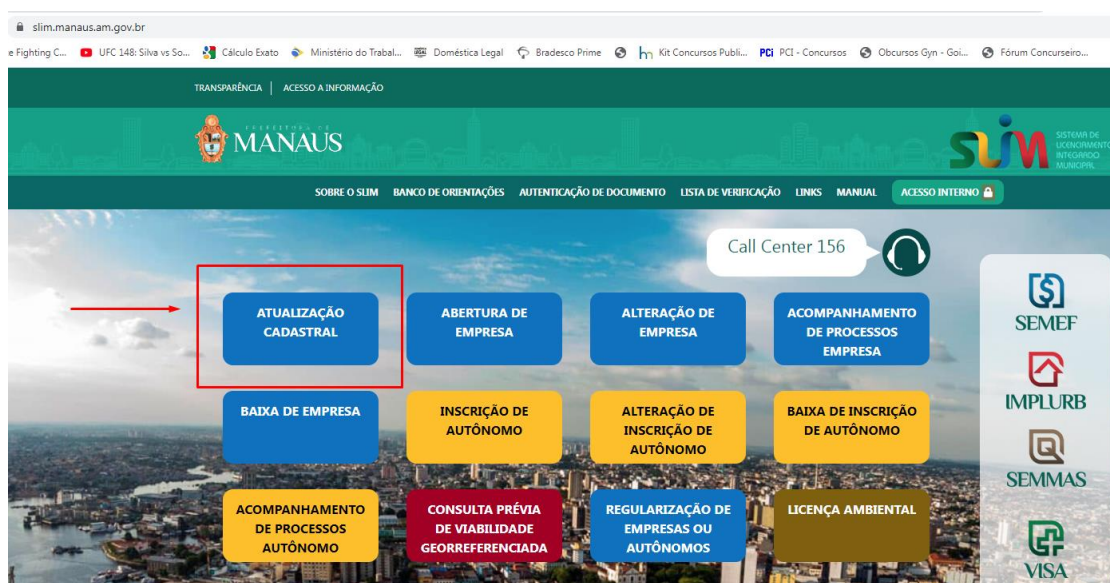 slim.manaus.am.gov.br
e Fighting C... UFC 148: Silva vs So... Cálculo Exato Ministério do Trabal... Doméstica Legal Bradesco Prime Kit Concursos Publi... PCI PCI - Concursos Obcursos Gyn - Goi... Fórum Concurseiro...
TRANSPARÊNCIA | ACESSO A INFORMAÇÃO
PREFEITURA DE
MANAUS
SLIM
SISTEMA DE
LICENCIAMENTO
INTEGRADO
MUNICIPAL
SOBRE O SLIM BANCO DE ORIENTAÇÕES AUTENTICAÇÃO DE DOCUMENTO LISTA DE VERIFICAÇÃO LINKS MANUAL ACESSO INTERNO
Call Center 156
ATUALIZAÇÃO
CADASTRAL
ABERTURA DE
EMPRESA
ALTERAÇÃO DE
EMPRESA
ACOMPANHAMENTO
DE PROCESSOS
EMPRESA
BAIXA DE EMPRESA
INSCRIÇÃO DE
AUTÔNOMO
ALTERAÇÃO DE
INSCRIÇÃO DE
AUTÔNOMO
BAIXA DE INSCRIÇÃO
DE AUTÔNOMO
ACOMPANHAMENTO
DE PROCESSOS
AUTÔNOMO
CONSULTA PRÉVIA
DE VIABILIDADE
GEORREFERENCIADA
REGULARIZAÇÃO DE
EMPRESAS OU
AUTÔNOMOS
LICENÇA AMBIENTAL
SEMEF
IMPLURB
SEMMAS
VISA